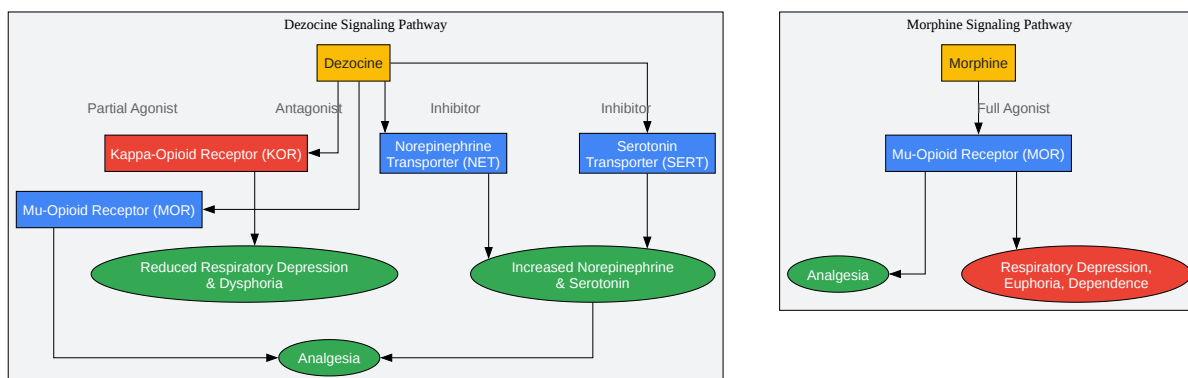 Dezocine Signaling Pathway
Dezocine
Partial Agonist
Antagonist
Inhibitor
Inhibitor
Kappa-Opioid Receptor (KOR)
Norepinephrine
Transporter (NET)
Serotonin
Transporter (SERT)
Mu-Opioid Receptor (MOR)
Reduced Respiratory Depression
& Dysphoria
Increased Norepinephrine
& Serotonin
Analgesia
Morphine Signaling Pathway
Morphine
Full Agonist
Mu-Opioid Receptor (MOR)
Analgesia
Respiratory Depression,
Euphoria, Dependence